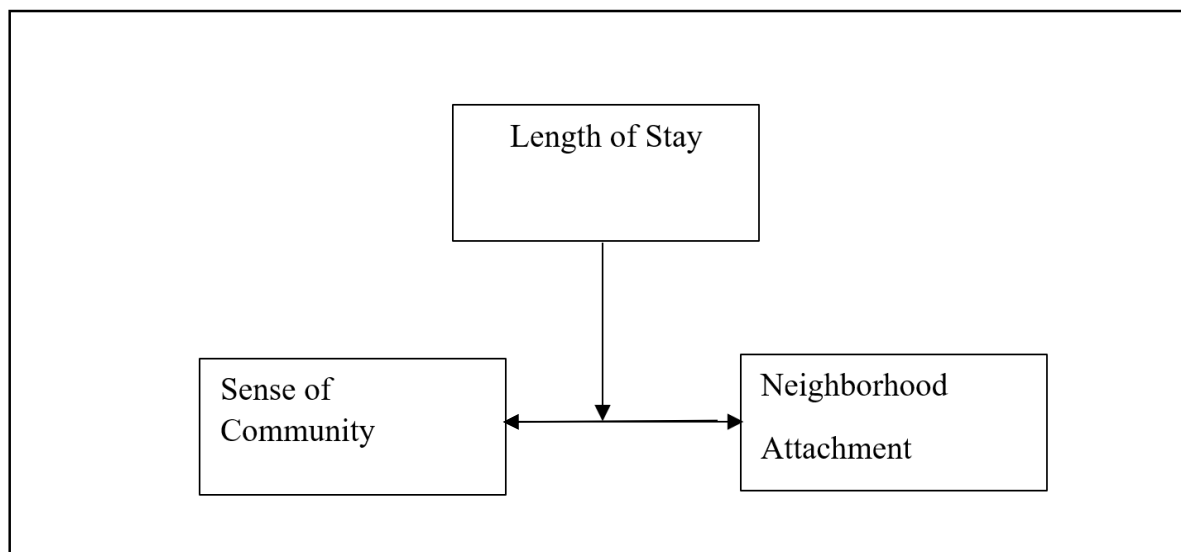 Length of Stay
Sense of
Community
Neighborhood
Attachment